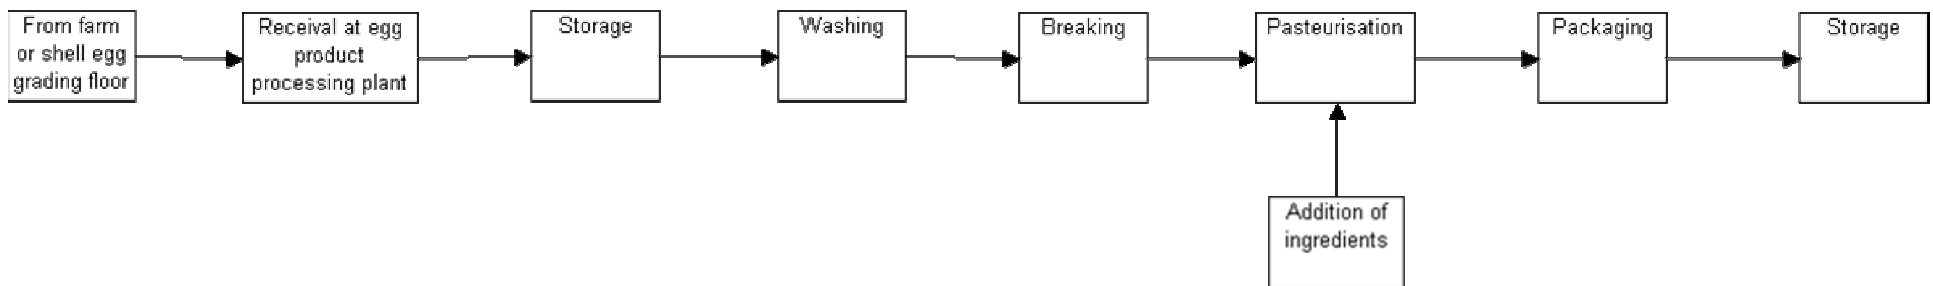 From farm
or shell egg
grading floor
Receival at egg
product
processing plant
Storage
Washing
Breaking
Pasteurisation
Packaging
Storage
Addition of
ingredients